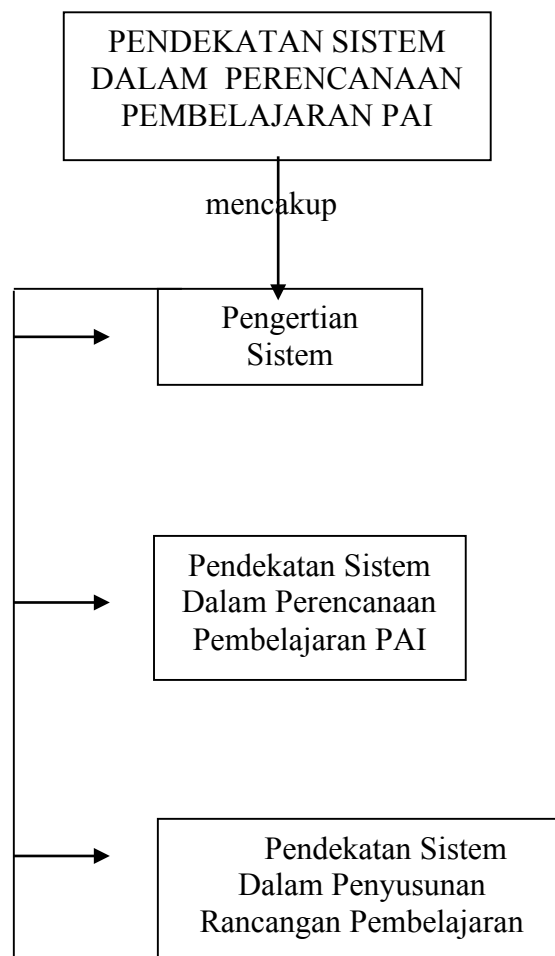 PENDEKATAN SISTEM
DALAM PERENCANAAN
PEMBELAJARAN PAI
mencakup
Pengertian
Sistem
Pendekatan Sistem
Dalam Perencanaan
Pembelajaran PAI
Pendekatan Sistem
Dalam Penyusunan
Rancangan Pembelajaran